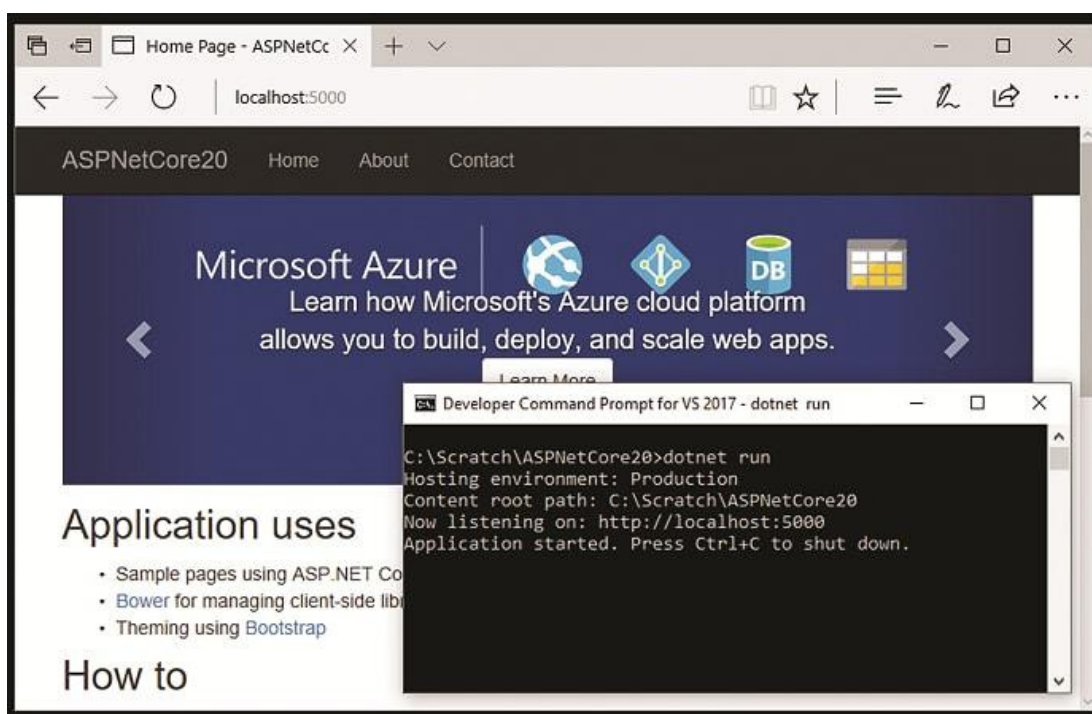 Home Page - ASPNetCc
localhost:5000
ASPNetCore20 Home About Contact
Microsoft Azure
DB
Learn how Microsoft's Azure cloud platform
allows you to build, deploy, and scale web apps.
Learn More
Developer Command Prompt for VS 2017 - dotnet run
C:\Scratch\ASPNetCore20>dotnet run
Hosting environment: Production
Content root path: C:\Scratch\ASPNetCore20
Now listening on: http://localhost:5000
Application started. Press Ctrl+C to shut down.
Application uses
• Sample pages using ASP.NET Co
• Bower for managing client-side lib
• Theming using Bootstrap
How to